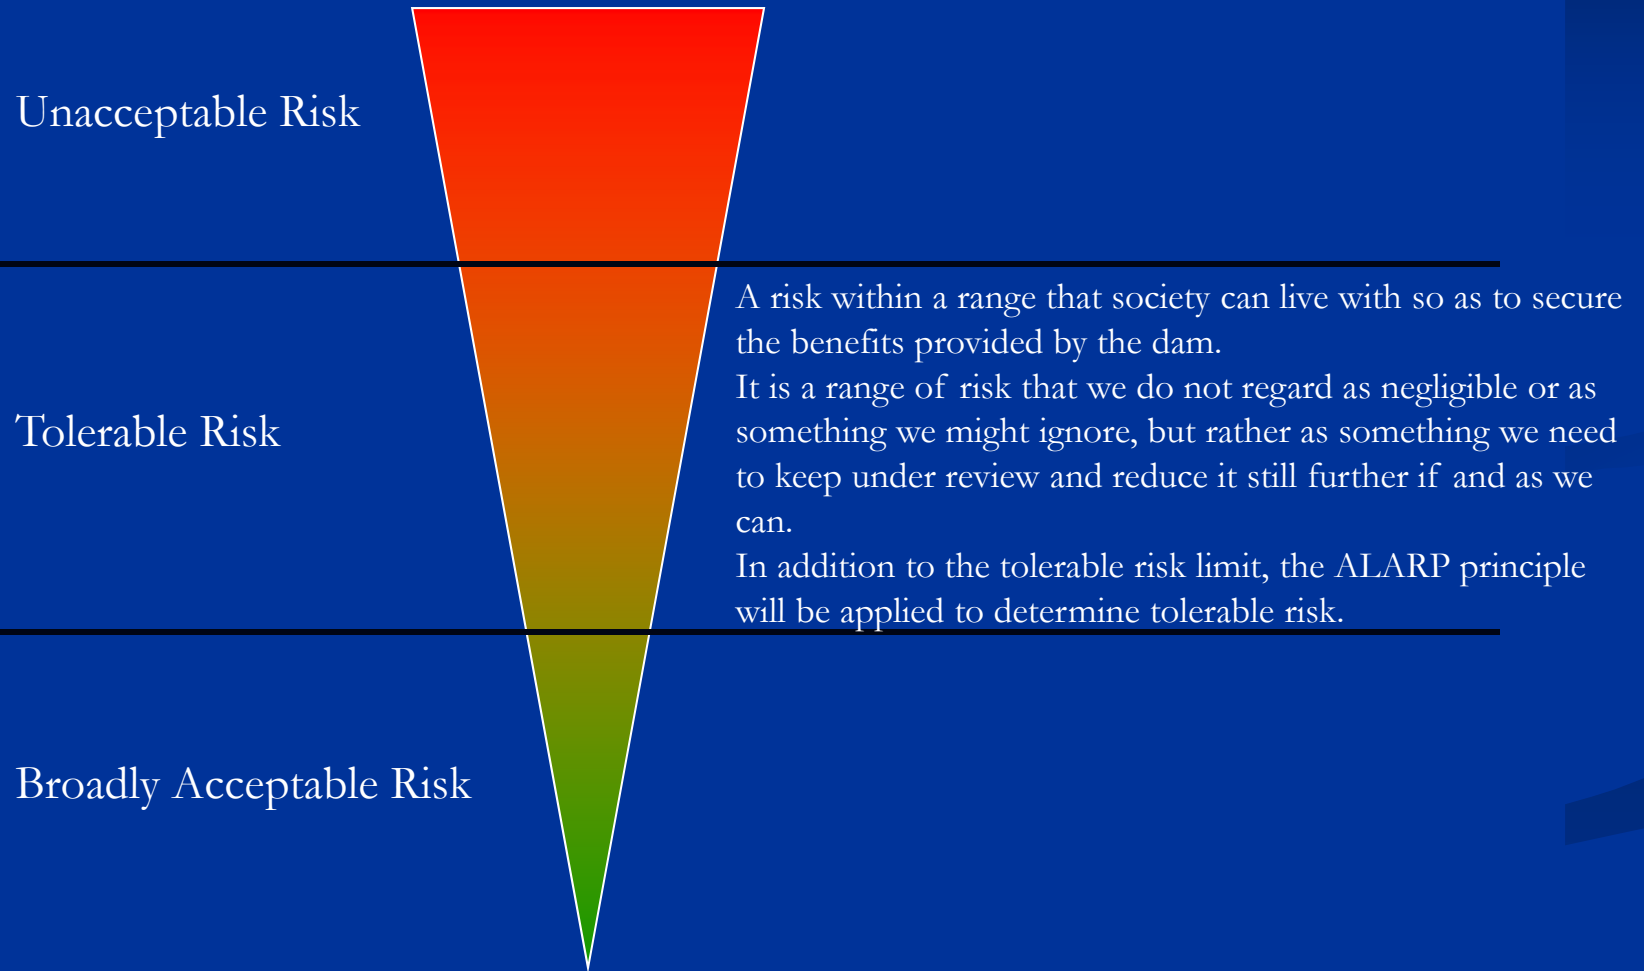 Unacceptable Risk
A risk within a range that society can live with so as to secure
the benefits provided by the dam.
It is a range of risk that we do not regard as negligible or as
something we might ignore, but rather as something we need
to keep under review and reduce it still further if and as we
can.
In addition to the tolerable risk limit, the ALARP principle
will be applied to determine tolerable risk.
Tolerable Risk
Broadly Acceptable Risk